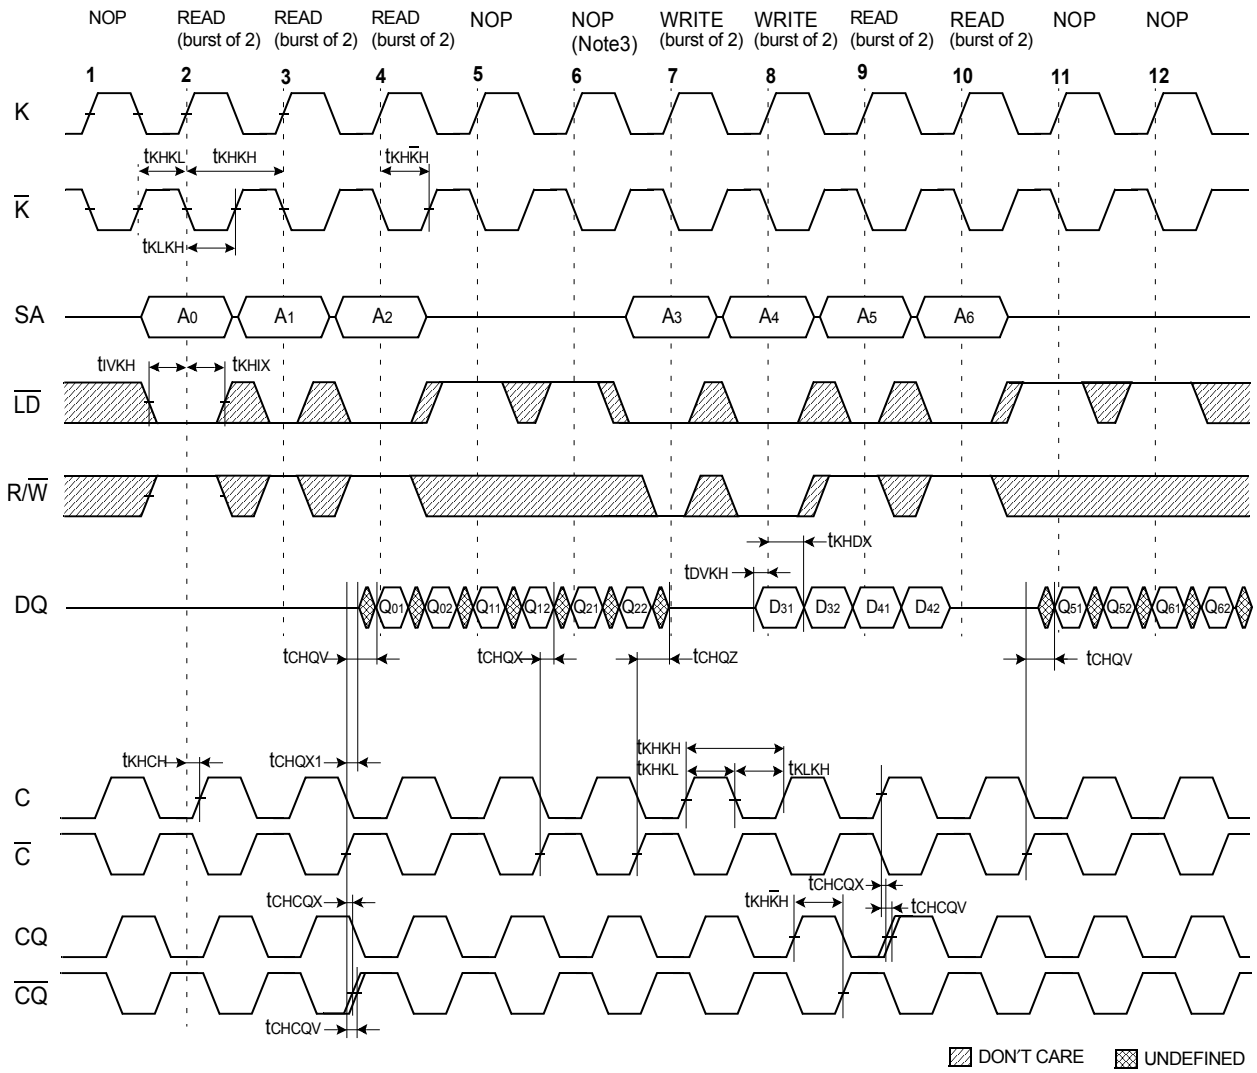 NOP READ READ READ NOP NOP WRITE WRITE READ READ NOP NOP
(burst of 2) (burst of 2) (burst of 2) (Note3) (burst of 2) (burst of 2) (burst of 2) (burst of 2)
1 2 3 4 5 6 7 8 9 10 11 12
K
tKHKL tKHKH tKHK̅H
K̅
tKLKH
SA A0 A1 A2 A3 A4 A5 A6
tIVKH tKHIX
L̅D̅
R/W̅
tKHDX
tDVKH
DQ Q01 Q02 Q11 Q12 Q21 Q22 D31 D32 D41 D42 Q51 Q52 Q61 Q62
tCHQV tCHQX tCHQZ tCHQV
tKHKH
tKHCH tCHQX1 tKHKL tKLKH
C
C̅
tCHCQX tKHK̅H tCHCQX
tCHCQV
CQ
C̅Q̅
tCHCQV
DON'T CARE UNDEFINED